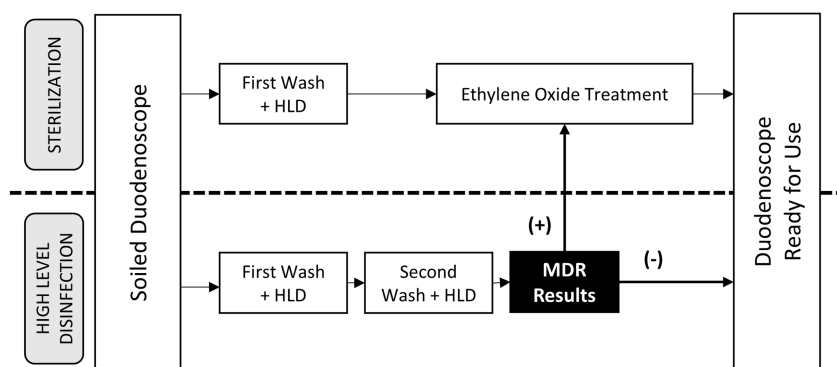 STERILIZATION
HIGH LEVEL
DISINFECTION
Soiled Duodenoscope
First Wash
+ HLD
Ethylene Oxide Treatment
(+)
First Wash
+ HLD
Second
Wash + HLD
MDR
Results
(-)
Duodenoscope
Ready for Use